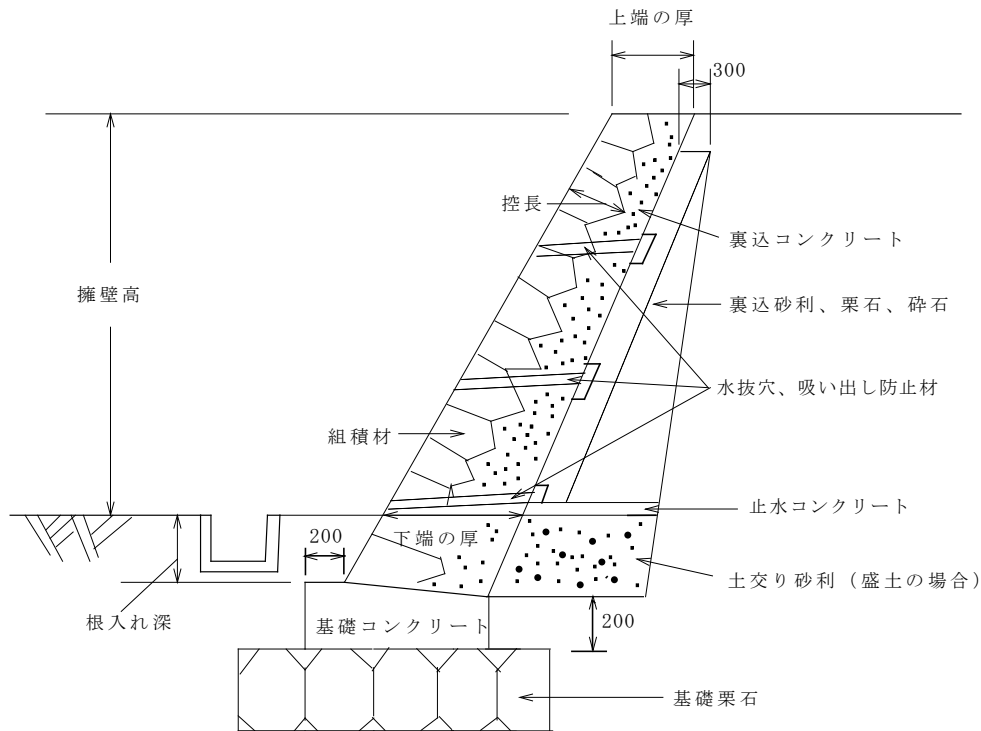 上端の厚
300
控長
裏込コンクリート
擁壁高
裏込砂利、栗石、砕石
水抜穴、吸い出し防止材
組積材
止水コンクリート
200
下端の厚
土交り砂利（盛土の場合）
根入れ深
基礎コンクリート
200
基礎栗石